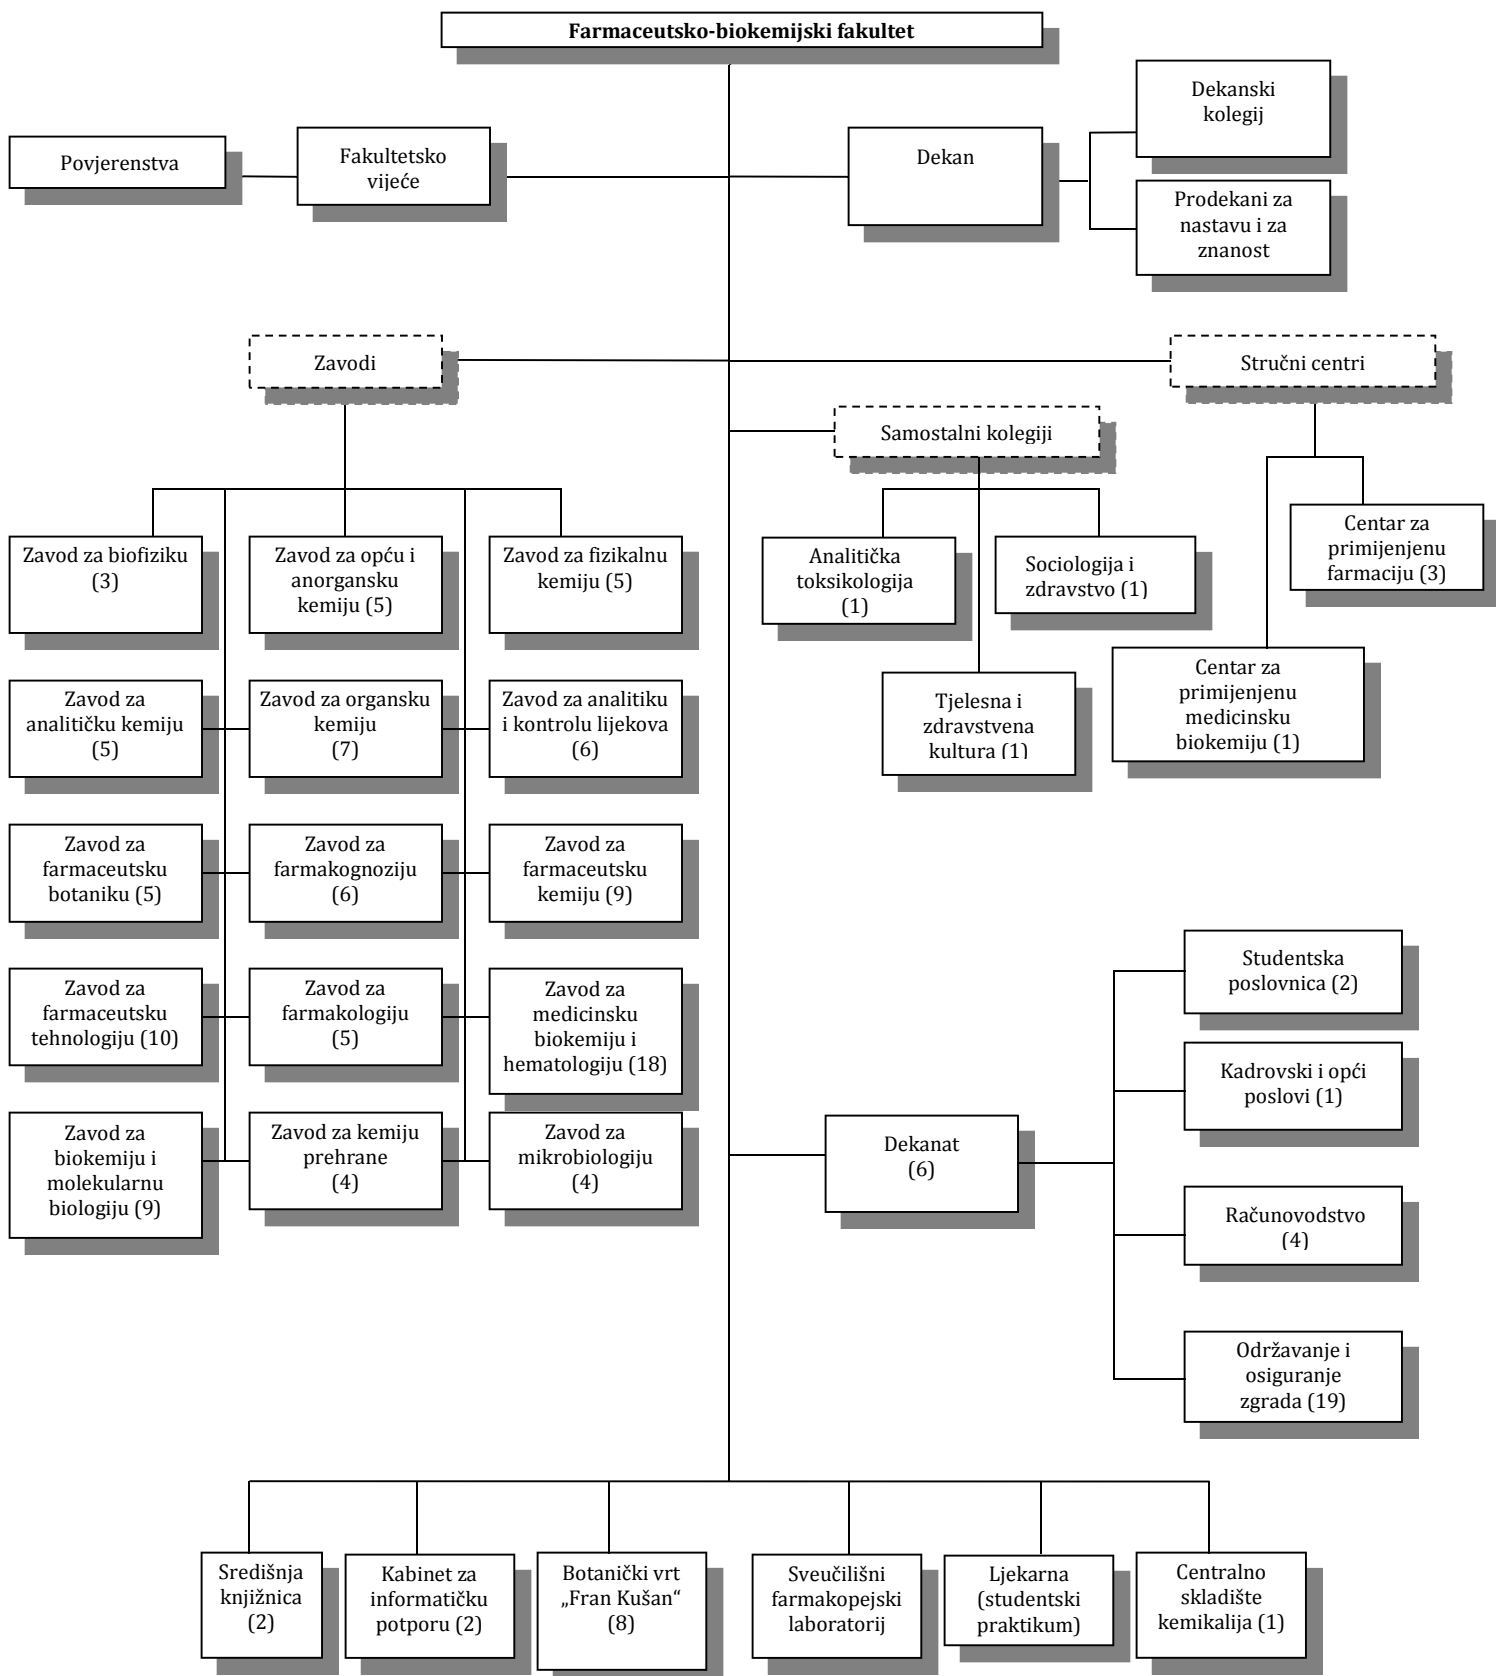 Farmaceutsko-biokemijski fakultet
Dekanski
kolegij
Povjerenstva
Fakultetsko
vijeće
Dekan
Prodekani za
nastavu i za
znanost
Zavodi
Stručni centri
Samostalni kolegiji
Zavod za biofiziku
(3)
Zavod za opću i
anorgansku
kemiju (5)
Zavod za fizikalnu
kemiju (5)
Analitička
toksikologija
(1)
Sociologija i
zdravstvo (1)
Centar za
primijenjenu
farmaciju (3)
Zavod za
analitičku kemiju
(5)
Zavod za organsku
kemiju
(7)
Zavod za analitiku
i kontrolu lijekova
(6)
Tjelesna i
zdravstvena
kultura (1)
Centar za
primijenjenu
medicinsku
biokemiju (1)
Zavod za
farmaceutsku
botaniku (5)
Zavod za
farmakognoziju
(6)
Zavod za
farmaceutsku
kemiju (9)
Zavod za
farmaceutsku
tehnologiju (10)
Zavod za
farmakologiju
(5)
Zavod za
medicinsku
biokemiju i
hematologiju (18)
Zavod za
biokemiju i
molekularnu
biologiju (9)
Zavod za kemiju
prehrane
(4)
Zavod za
mikrobiologiju
(4)
Dekanat
(6)
Studentska
poslovnica (2)
Kadrovski i opći
poslovi (1)
Računovodstvo
(4)
Održavanje i
osiguranje
zgrada (19)
Središnja
knjižnica
(2)
Kabinet za
informatičku
potporu (2)
Botanički vrt
„Fran Kušan“
(8)
Sveučilišni
farmakopejski
laboratorij
Ljekarna
(studentski
praktikum)
Centralno
skladište
kemikalija (1)